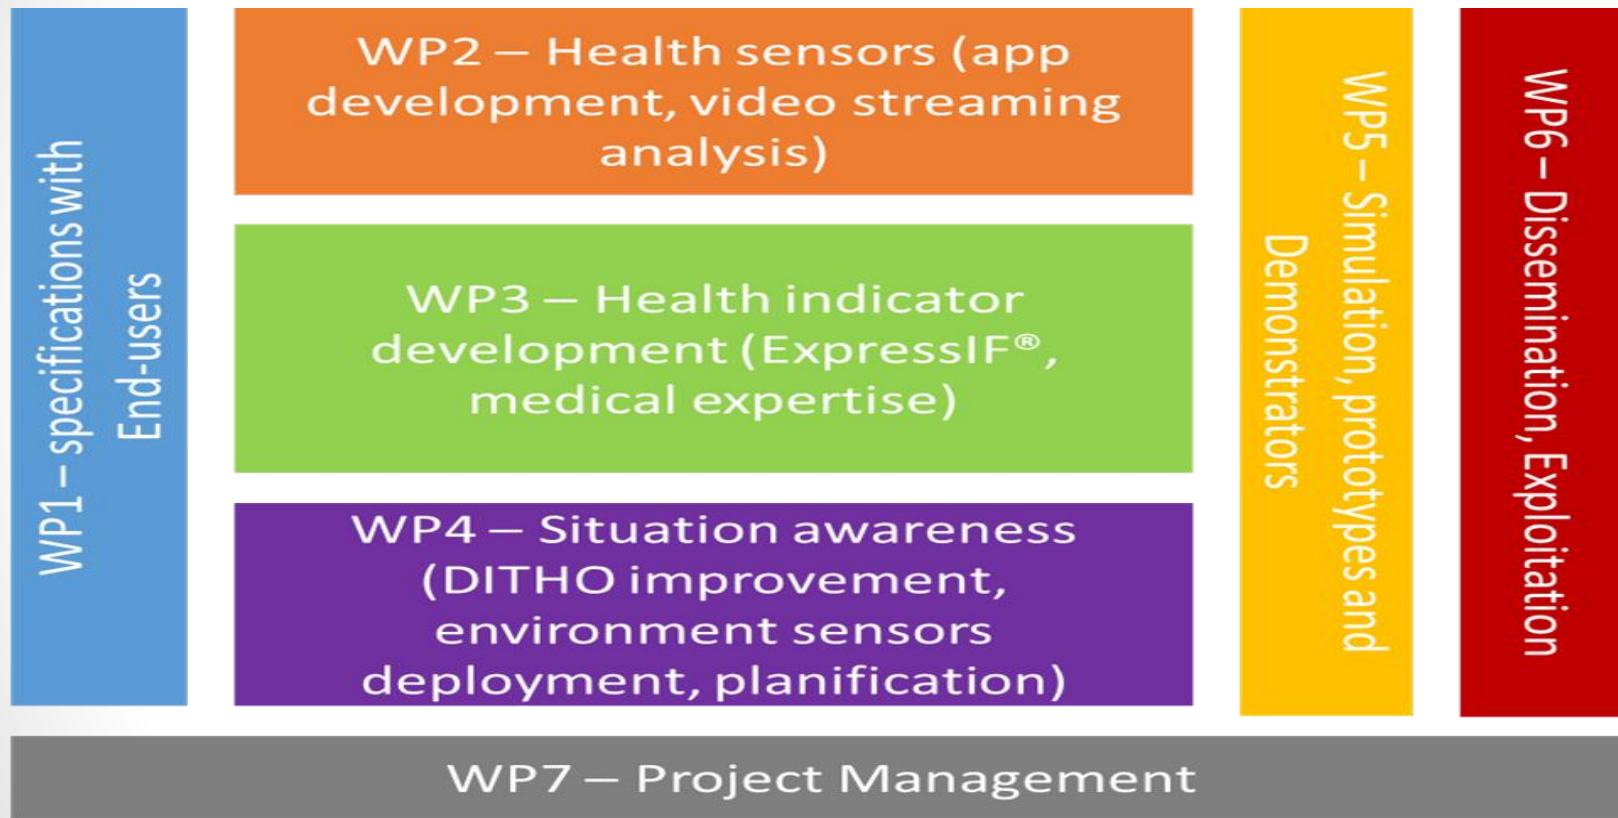 WP1 – specifications with
End-users
WP2 – Health sensors (app
development, video streaming
analysis)
WP3 – Health indicator
development (ExpressIF®,
medical expertise)
WP4 – Situation awareness
(DITHO improvement,
environment sensors
deployment, planification)
WP5 – Simulation, prototypes and
Demonstrators
WP6 – Dissemination, Exploitation
WP7 – Project Management